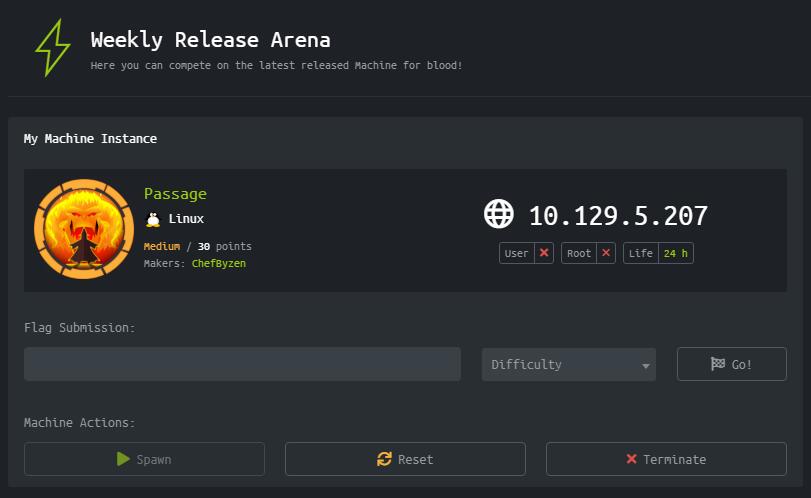 Weekly Release Arena
Here you can compete on the latest released Machine for blood!
My Machine Instance
Passage
Linux
Medium / 30 points
Makers: ChefByzen
10.129.5.207
User Root Life 24 h
Flag Submission:
Difficulty Go!
Machine Actions:
Spawn Reset Terminate